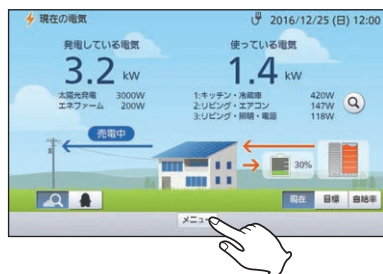 現在の電気
2016/12/25 (日) 12:00
発電している電気
3.2 kW
太陽光発電 3000W
エネファーム 200W
使っている電気
1.4 kW
1:キッチン・冷蔵庫 420W
2:リビング・エアコン 147W
3:リビング・照明・電源 118W
売電中
30%
現在 目標 自給率
メニュー